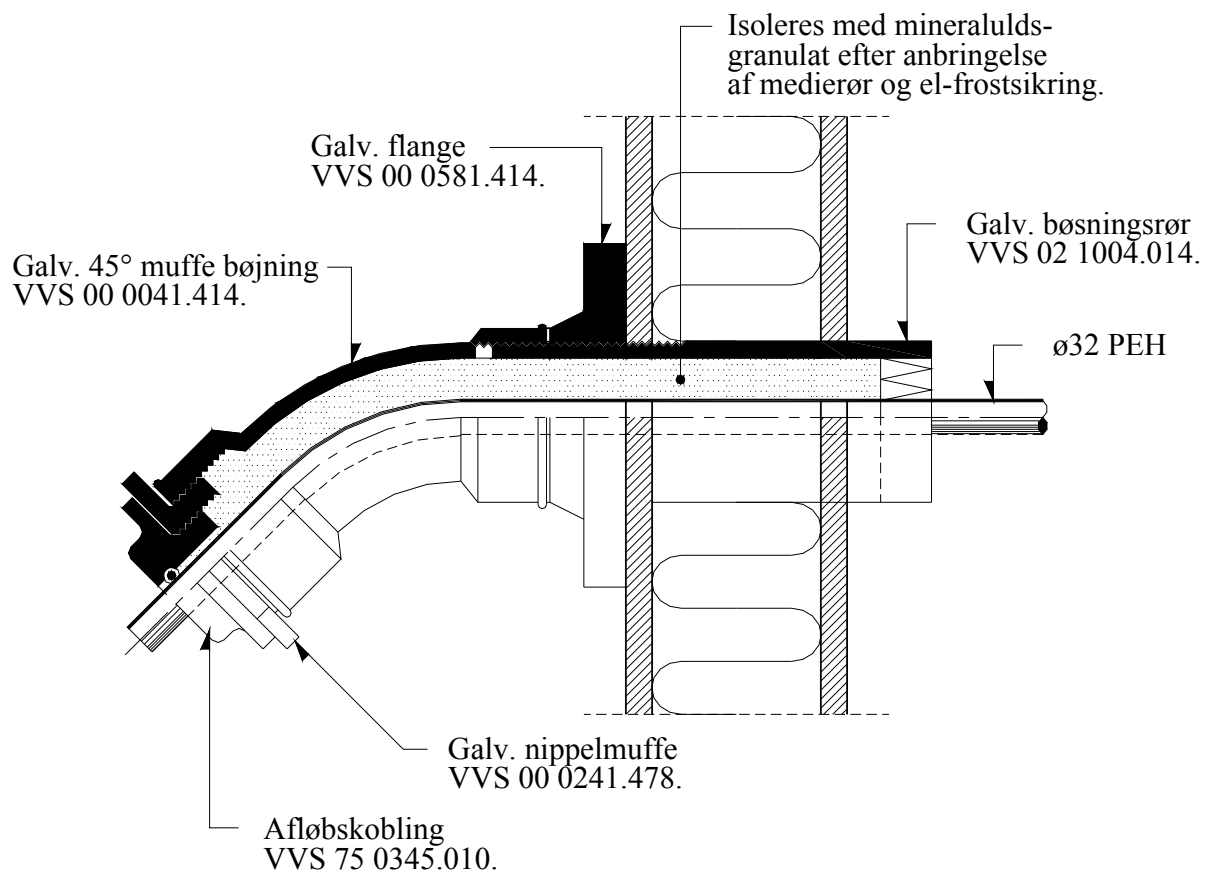 Isoleres med mineralulds-
granulat efter anbringelse
af medierør og el-frostsikring.
Galv. flange
VVS 00 0581.414.
Galv. bøsningsrør
VVS 02 1004.014.
Galv. 45° muffe bøjning
VVS 00 0041.414.
ø32 PEH
Galv. nippelmuffe
VVS 00 0241.478.
Afløbskobling
VVS 75 0345.010.